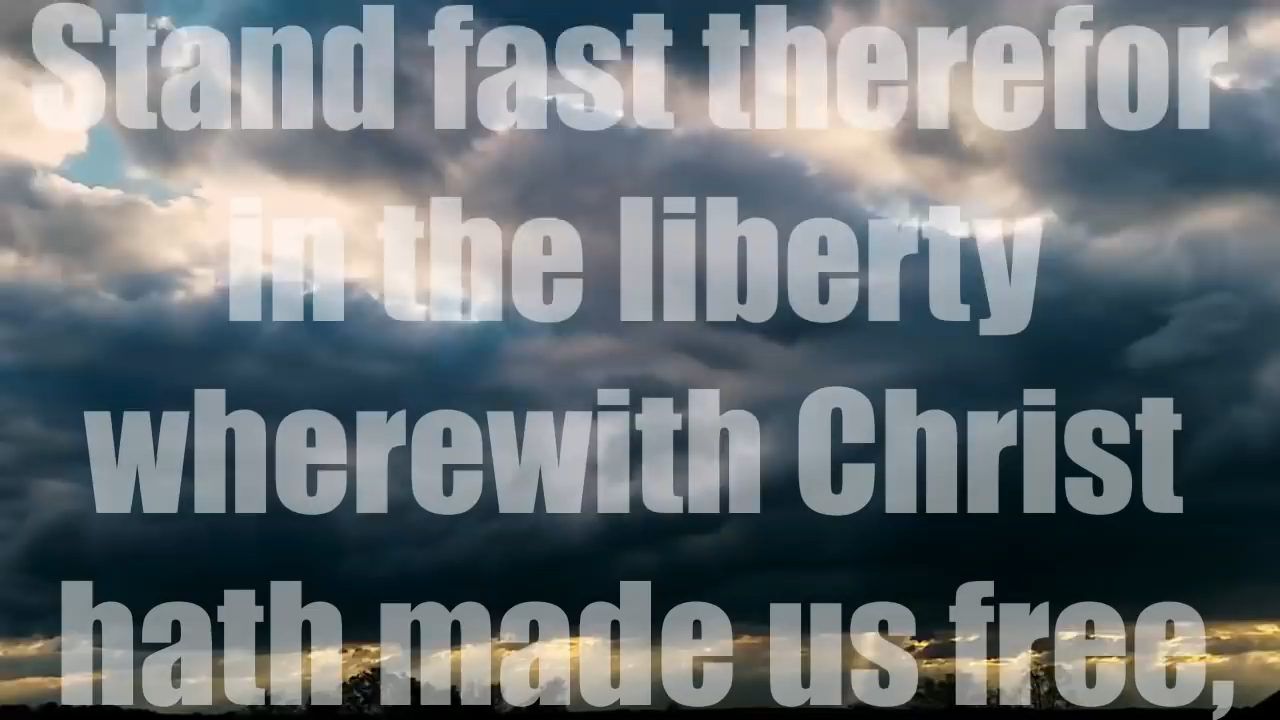 Stand fast therefor
in the liberty
wherewith Christ
hath made us free,